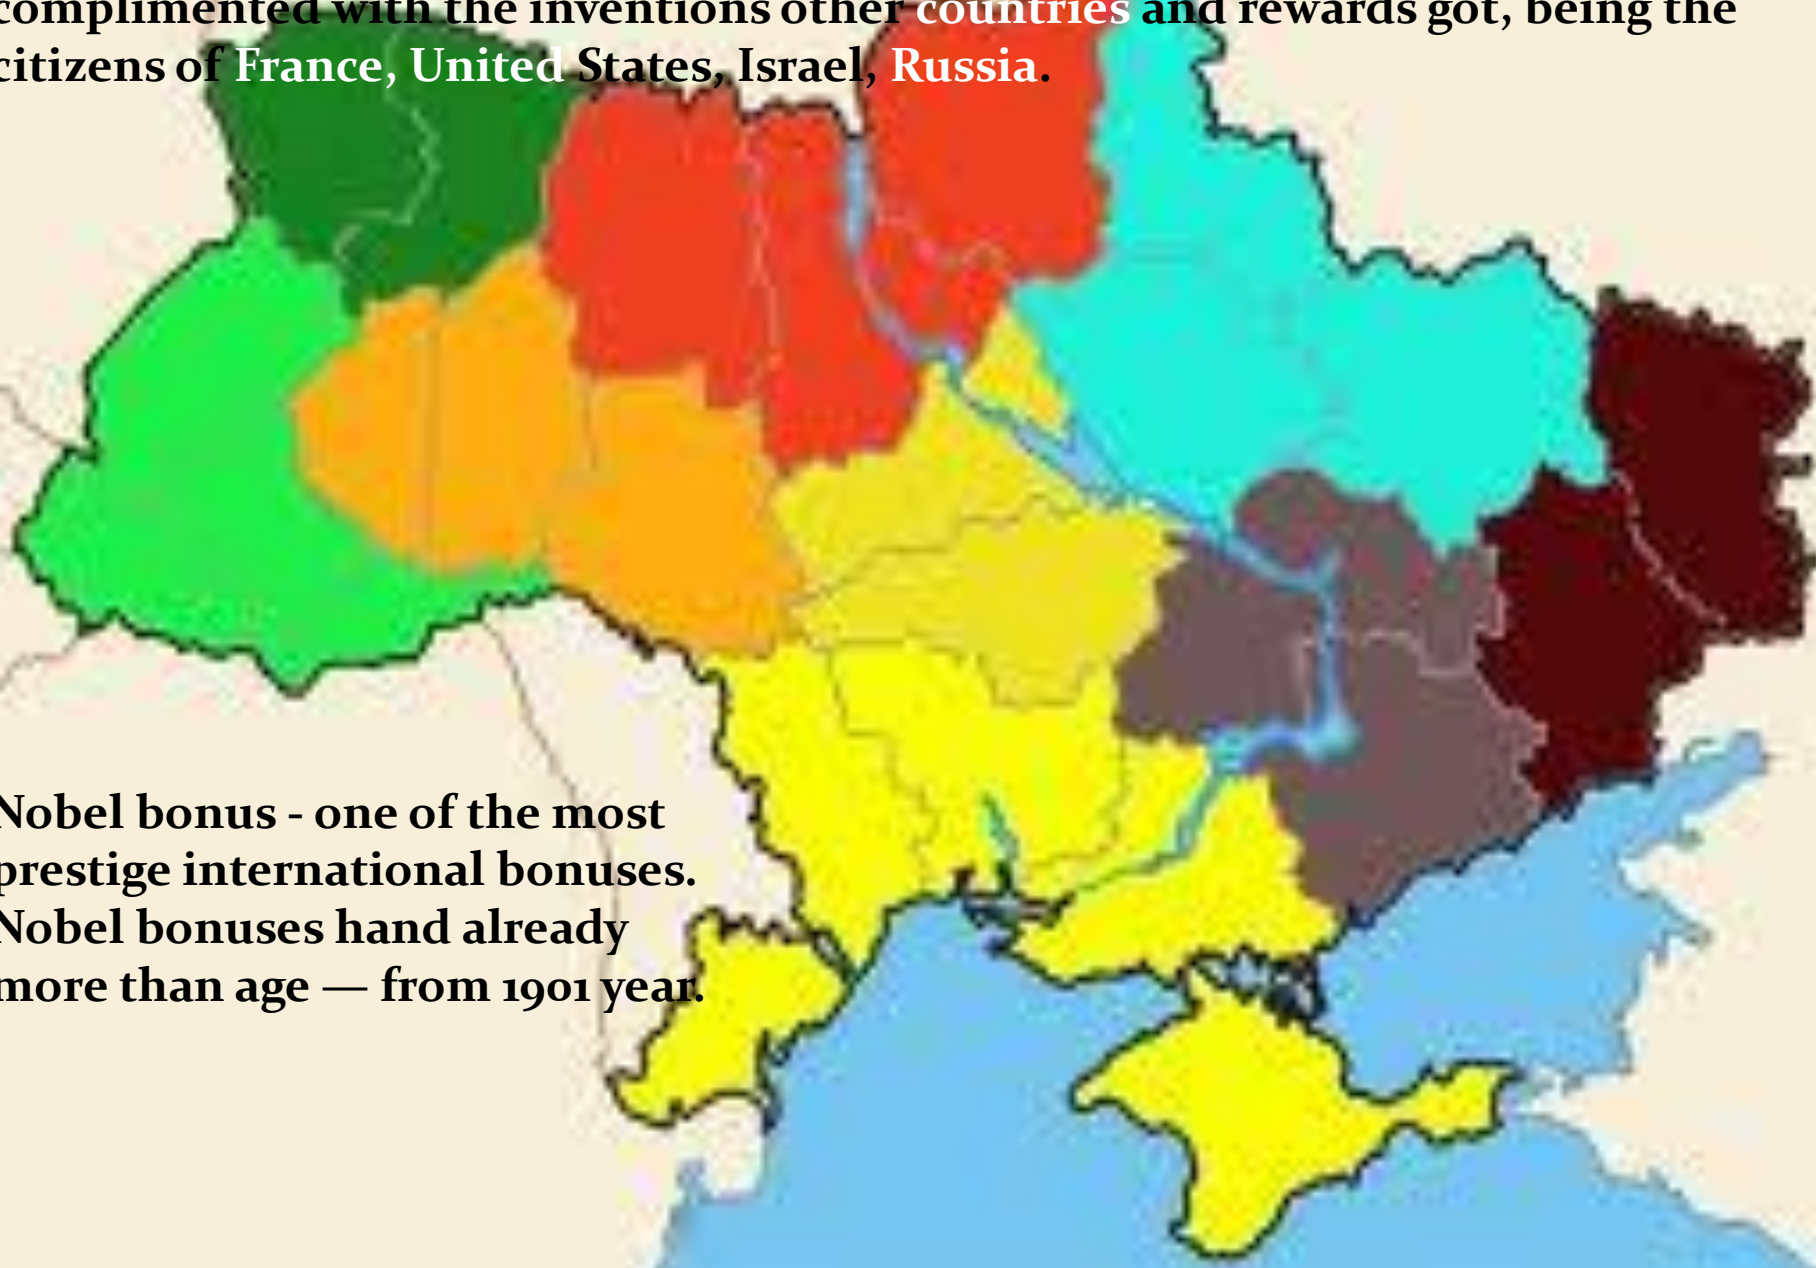 complimented with the inventions other countries and rewards got, being the
citizens of France, United States, Israel, Russia.
Nobel bonus - one of the most
prestige international bonuses.
Nobel bonuses hand already
more than age — from 1901 year.